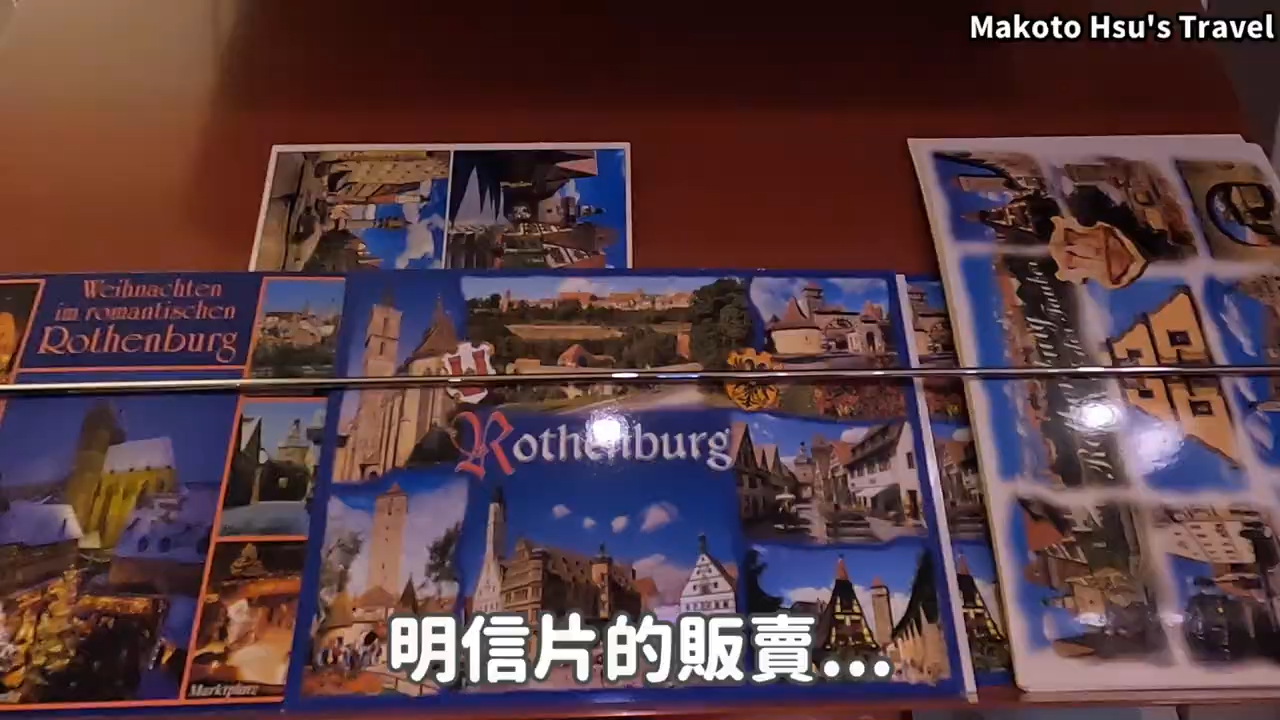 Makoto Hsu's Travel
Weihnachten
im romantischen
Rothenburg
Rothenburg
Marktplatz
明信片的販賣...